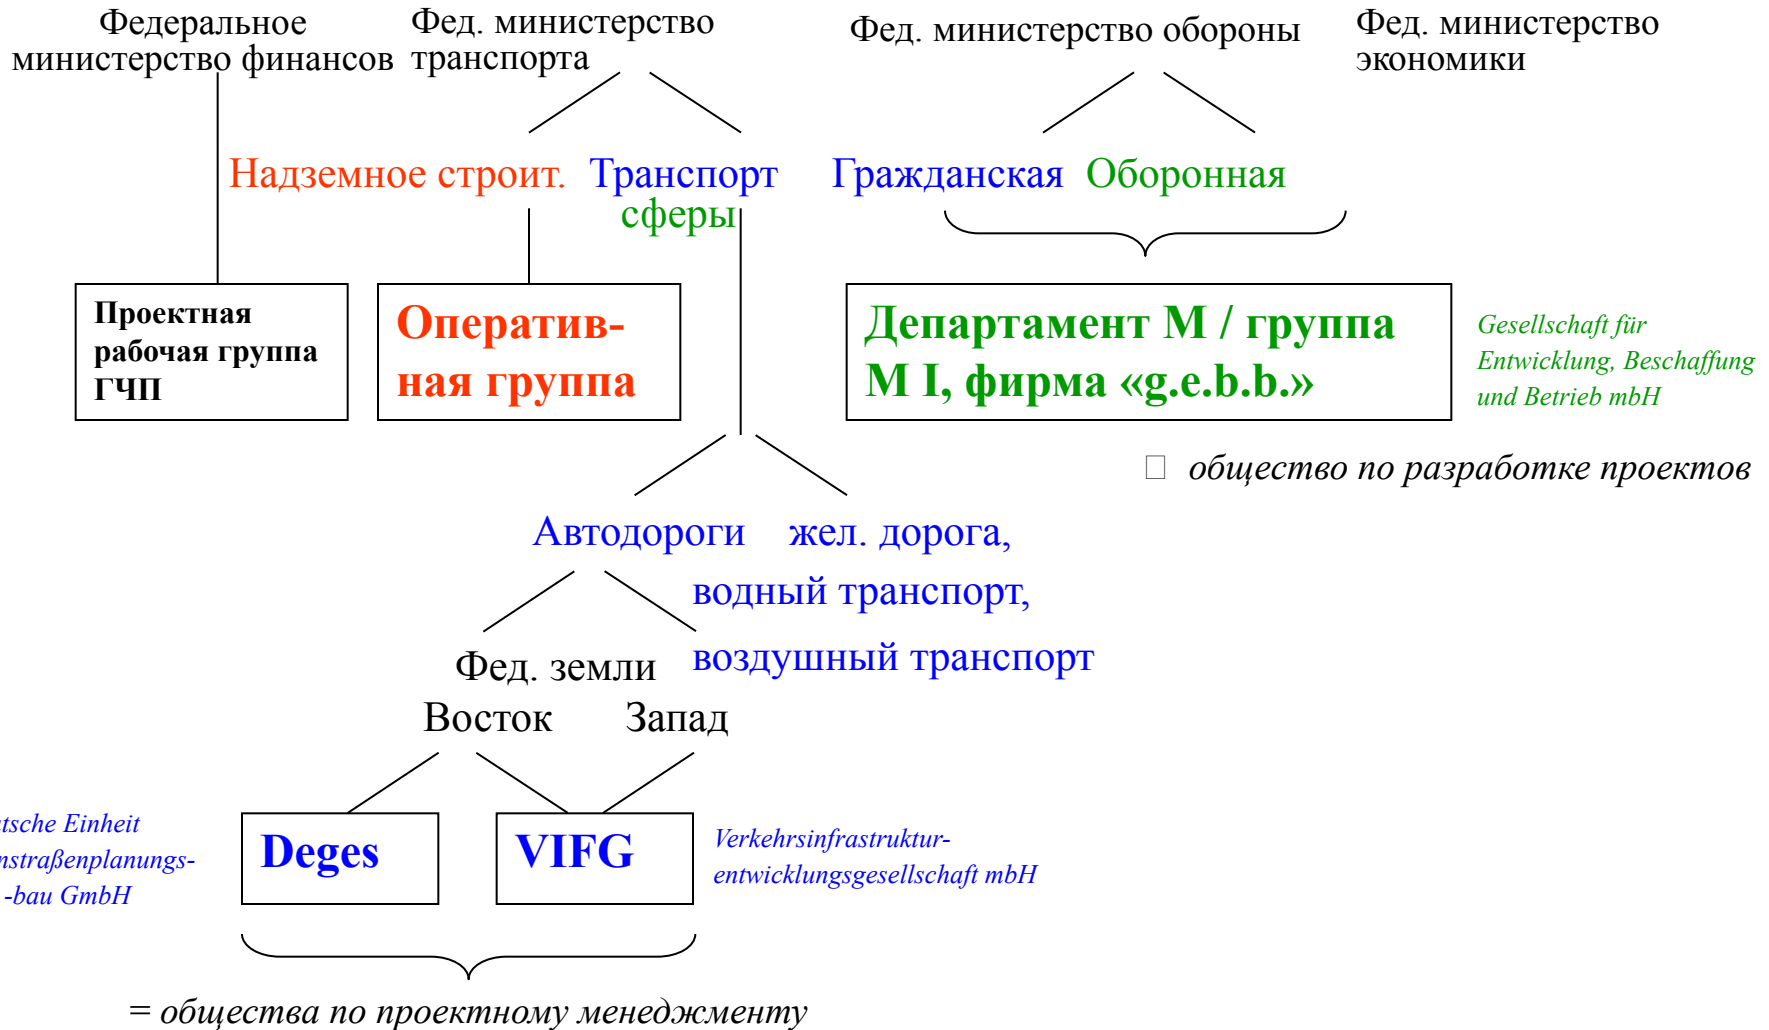 Федеральное
министерство финансов
Фед. министерство
транспорта
Фед. министерство обороны
Фед. министерство
экономики
Надземное строит.
Транспорт
Гражданская
Оборонная
сферы
Проектная
рабочая группа
ГЧП
Оператив-
ная группа
Департамент М / группа
М I, фирма «g.e.b.b.»
Gesellschaft für
Entwicklung, Beschaffung
und Betrieb mbH
общество по разработке проектов
Автодороги
жел. дорога,
водный транспорт,
воздушный транспорт
Фед. земли
Восток
Запад
Einheit
-bau GmbH
Deges
VIFG
Verkehrsinfrastruktur-
entwicklungsgesellschaft mbH
= общества по проектному менеджменту